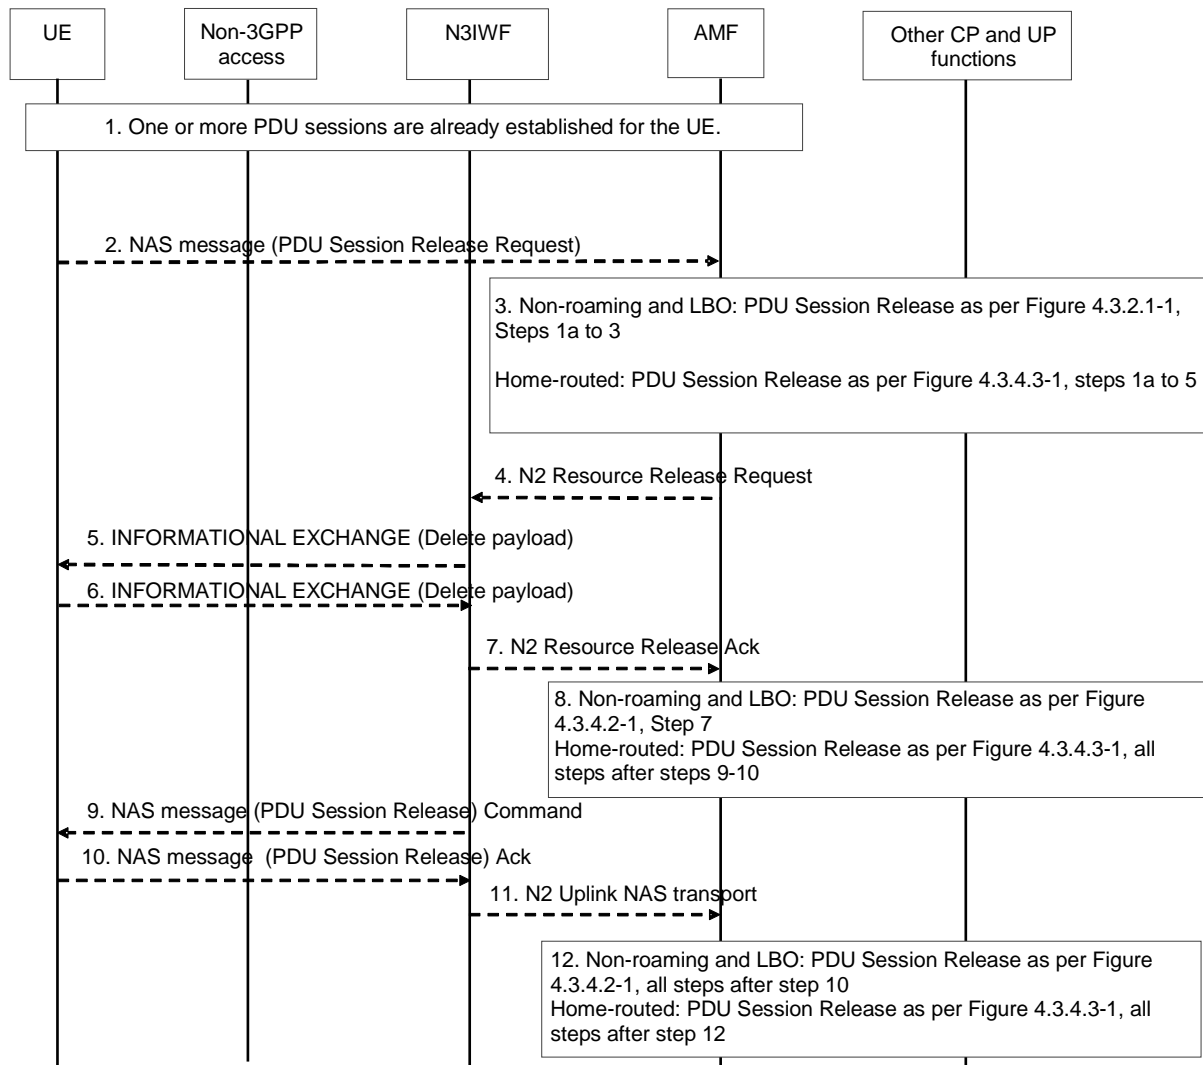 UE
Non-3GPP
access
N3IWF
AMF
Other CP and UP
functions
1. One or more PDU sessions are already established for the UE.
2. NAS message (PDU Session Release Request)
3. Non-roaming and LBO: PDU Session Release as per Figure 4.3.2.1-1,
Steps 1a to 3
Home-routed: PDU Session Release as per Figure 4.3.4.3-1, steps 1a to 5
4. N2 Resource Release Request
5. INFORMATIONAL EXCHANGE (Delete payload)
6. INFORMATIONAL EXCHANGE (Delete payload)
7. N2 Resource Release Ack
8. Non-roaming and LBO: PDU Session Release as per Figure
4.3.4.2-1, Step 7
Home-routed: PDU Session Release as per Figure 4.3.4.3-1, all
steps after steps 9-10
9. NAS message (PDU Session Release) Command
10. NAS message (PDU Session Release) Ack
11. N2 Uplink NAS transport
12. Non-roaming and LBO: PDU Session Release as per Figure
4.3.4.2-1, all steps after step 10
Home-routed: PDU Session Release as per Figure 4.3.4.3-1, all
steps after step 12